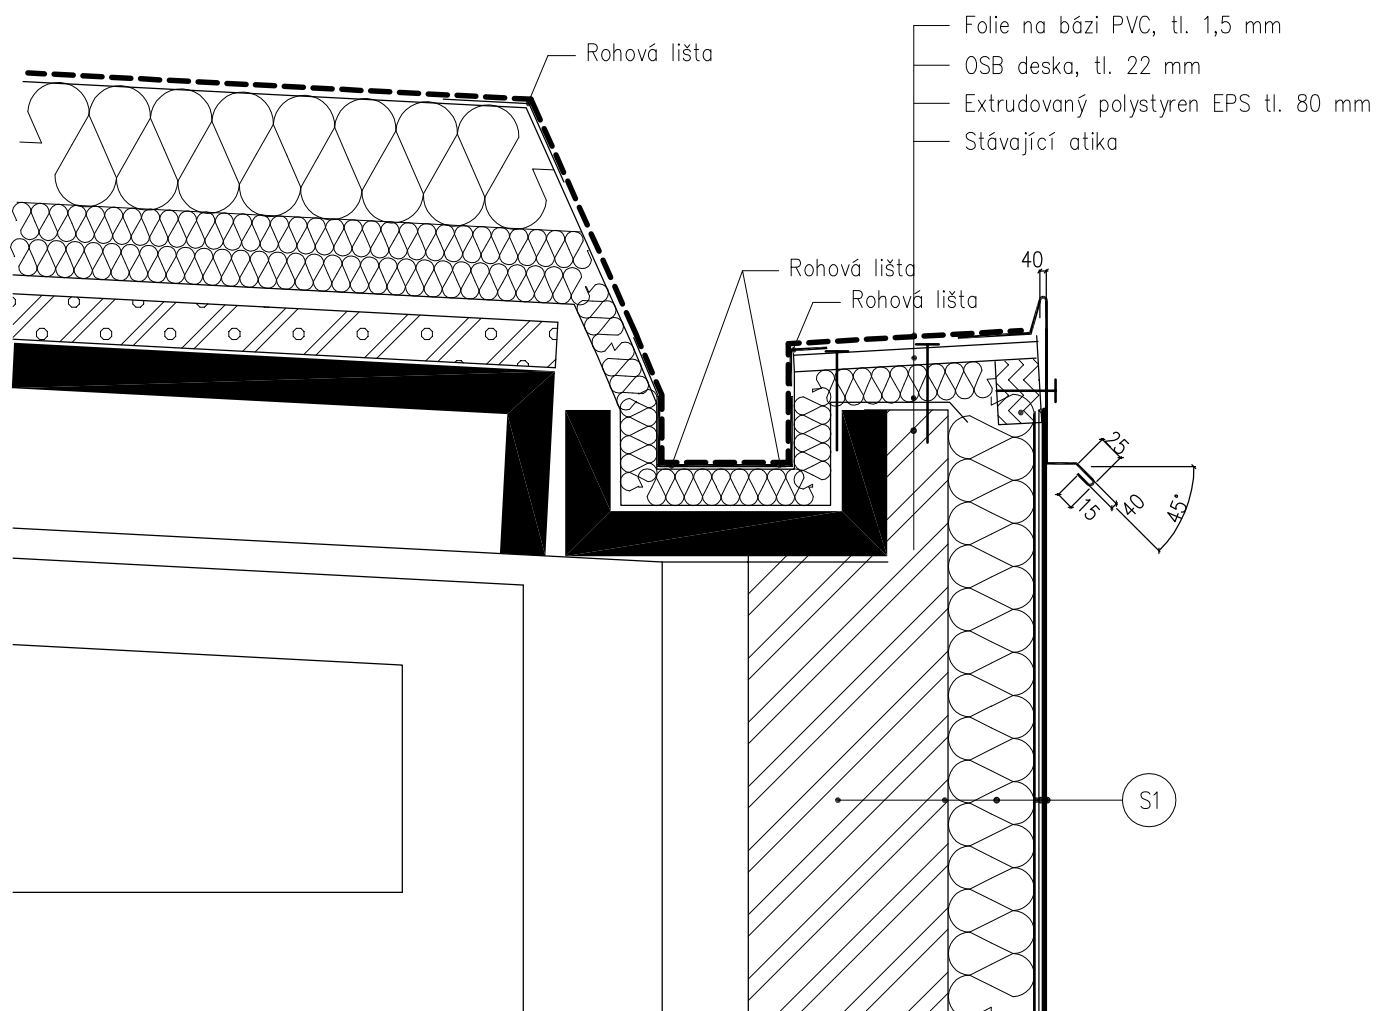 Folie na bázi PVC, tl. 1,5 mm
Rohová lišta
OSB deska, tl. 22 mm
Extrudovaný polystyren EPS tl. 80 mm
Stávající atika
40
Rohová lišta
Rohová lišta
25
15
40
45°
S1